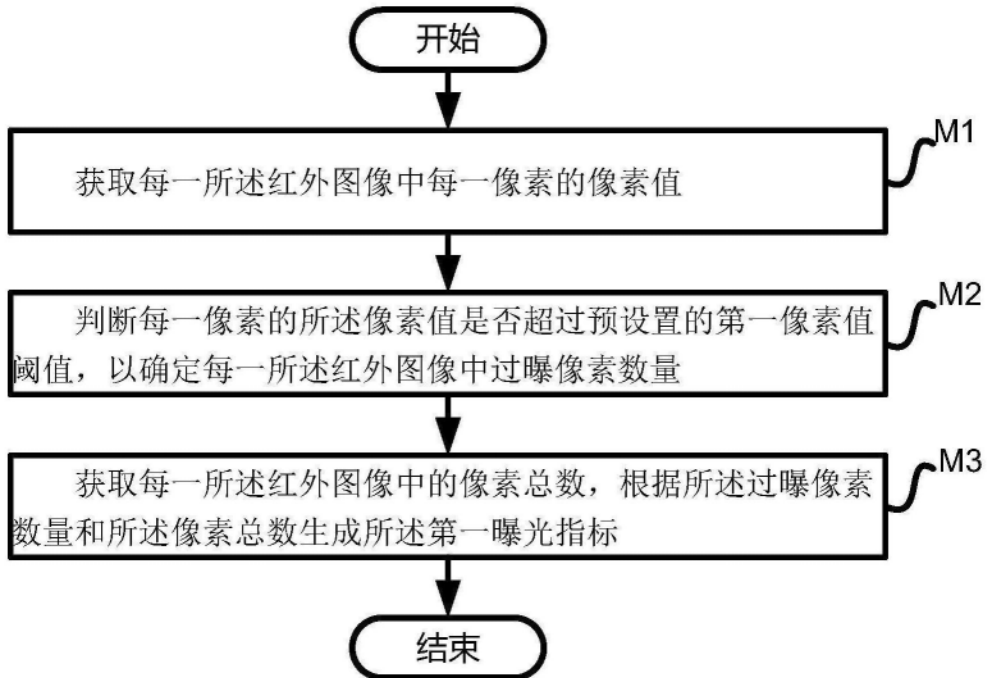 开始
M1
获取每一所述红外图像中每一像素的像素值
M2
判断每一像素的所述像素值是否超过预设置的第一像素值
阈值，以确定每一所述红外图像中过曝像素数量
M3
获取每一所述红外图像中的像素总数，根据所述过曝像素
数量和所述像素总数生成所述第一曝光指标
结束